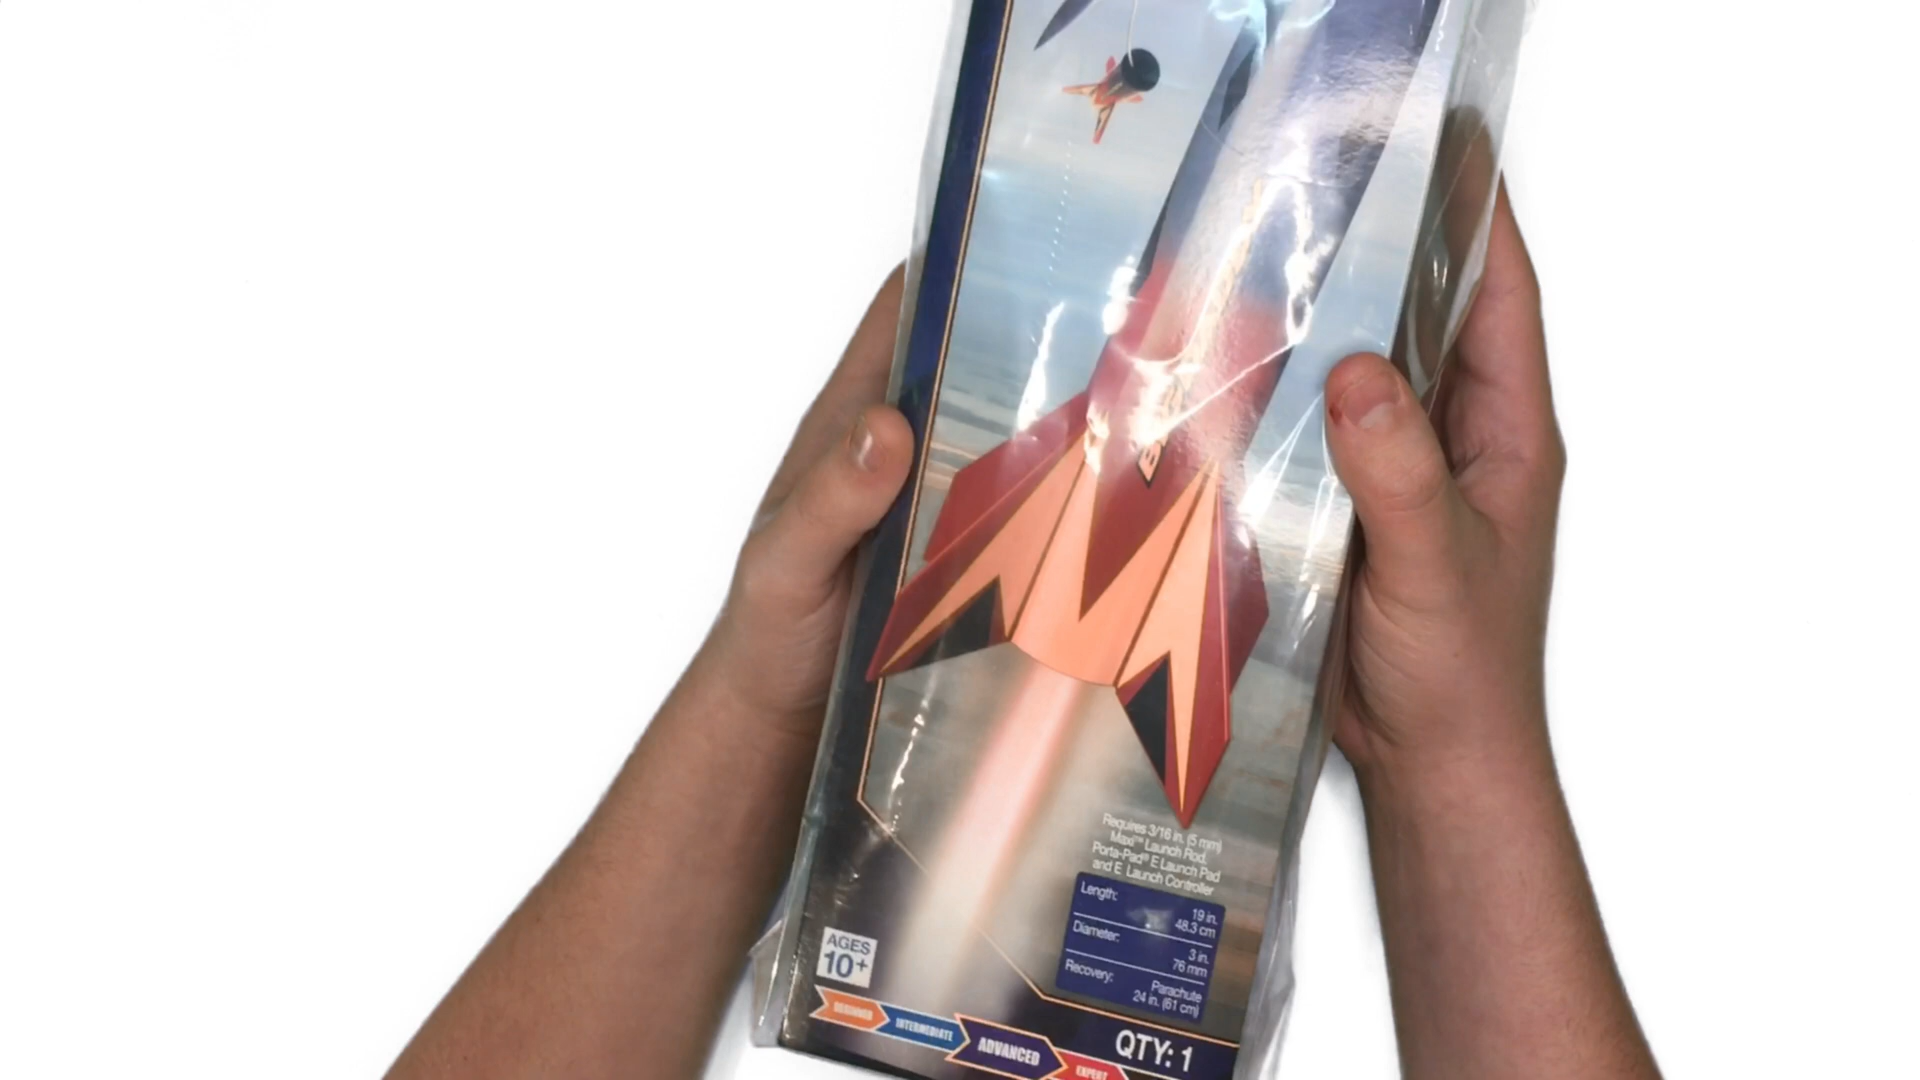 Requires 3/16 in. (5 mm)
Maxi™ Launch Rod,
Porta-Pad® E Launch Pad
and E Launch Controller
Length: 19 in.
48.3 cm
Diameter: 3 in.
76 mm
Recovery: Parachute
24 in. (61 cm)
AGES
10+
BEGINNER
INTERMEDIATE
ADVANCED
EXPERT
QTY: 1